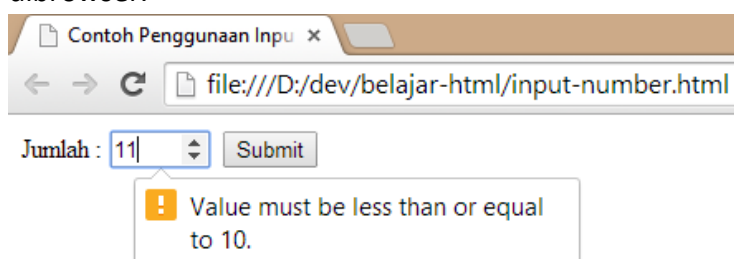 Contoh Penggunaan Inpu ×
file:///D:/dev/belajar-html/input-number.html
Jumlah : 11 Submit
Value must be less than or equal
to 10.